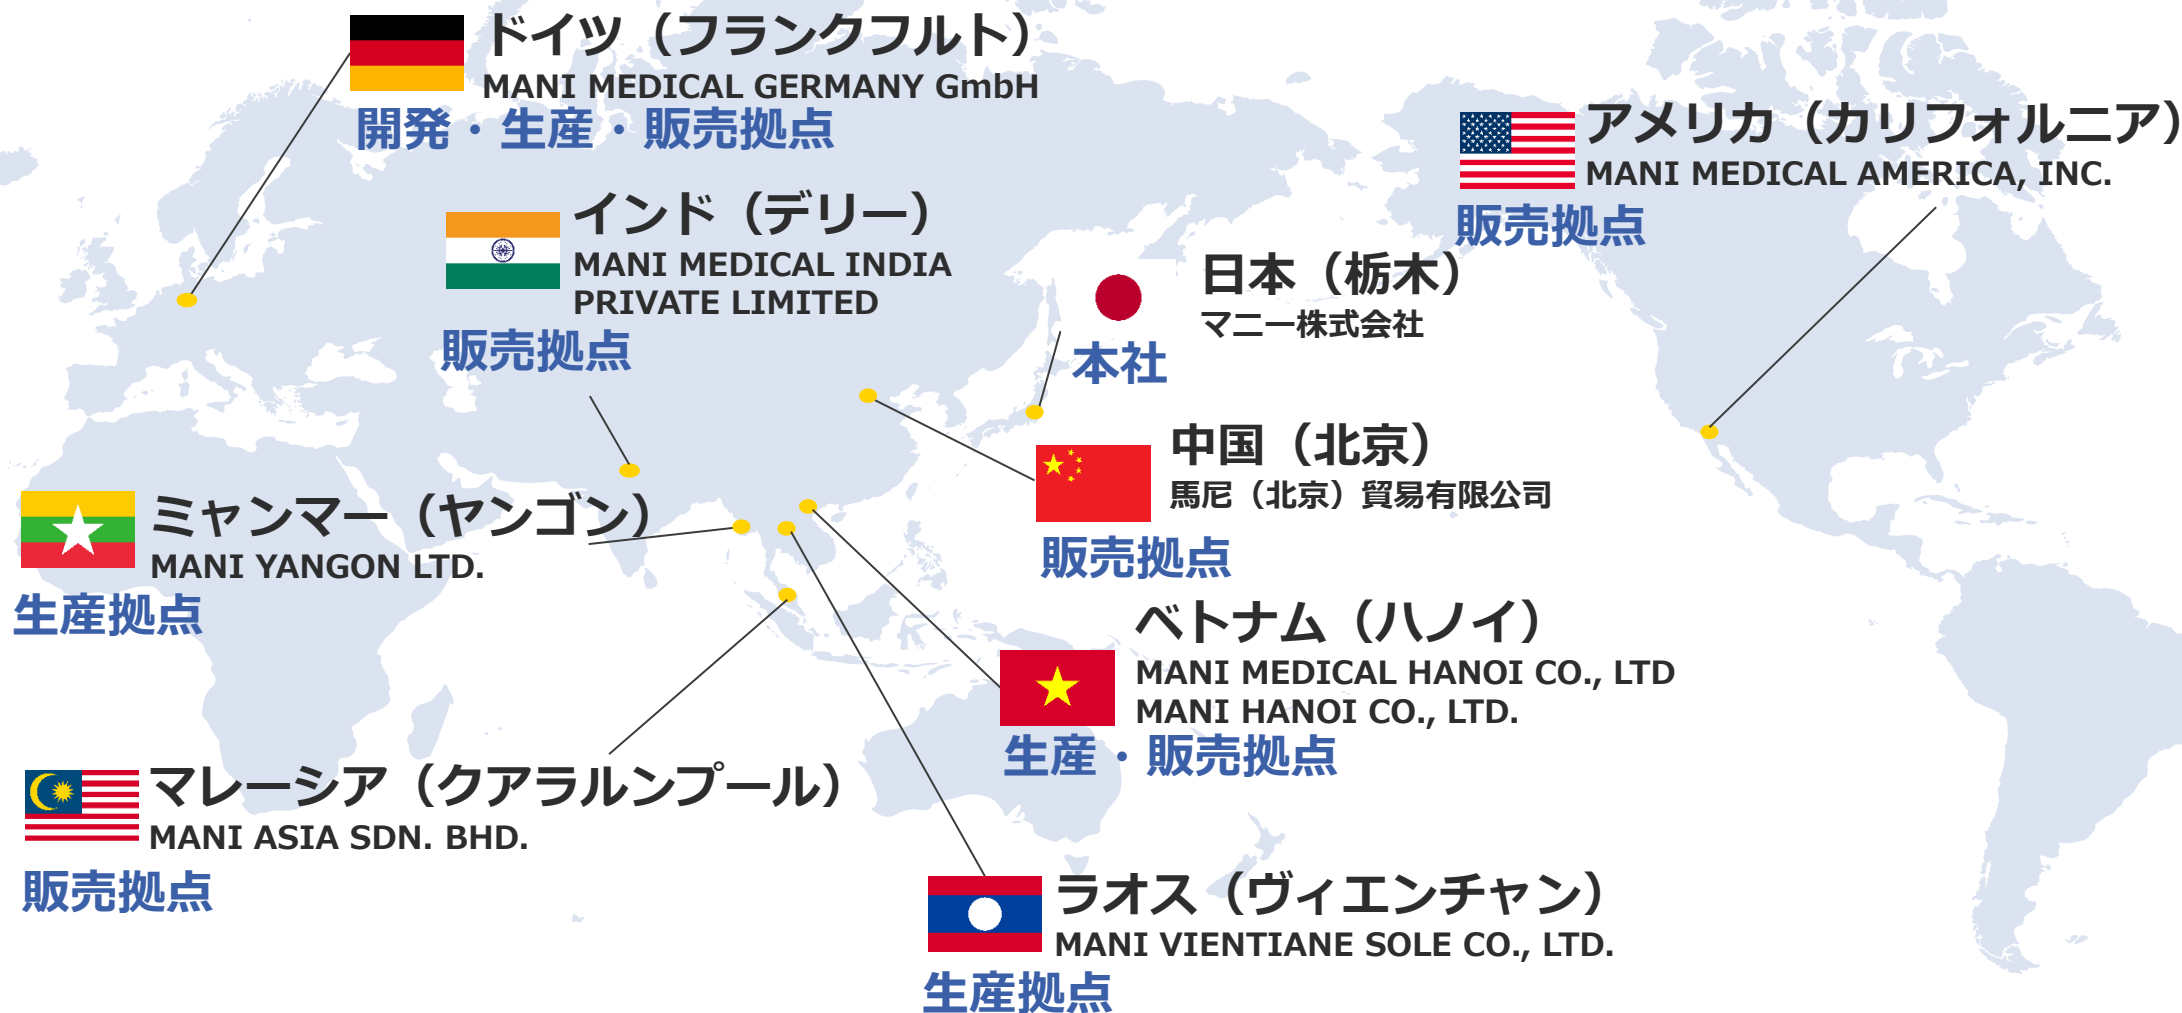 ドイツ（フランクフルト）
MANI MEDICAL GERMANY GmbH
開発・生産・販売拠点
アメリカ（カリフォルニア）
MANI MEDICAL AMERICA, INC.
販売拠点
インド（デリー）
MANI MEDICAL INDIA
PRIVATE LIMITED
販売拠点
日本（栃木）
マニー株式会社
本社
中国（北京）
馬尼（北京）貿易有限公司
販売拠点
ミャンマー（ヤンゴン）
MANI YANGON LTD.
生産拠点
ベトナム（ハノイ）
MANI MEDICAL HANOI CO., LTD
MANI HANOI CO., LTD.
生産・販売拠点
マレーシア（クアラルンプール）
MANI ASIA SDN. BHD.
販売拠点
ラオス（ヴィエンチャン）
MANI VIENTIANE SOLE CO., LTD.
生産拠点